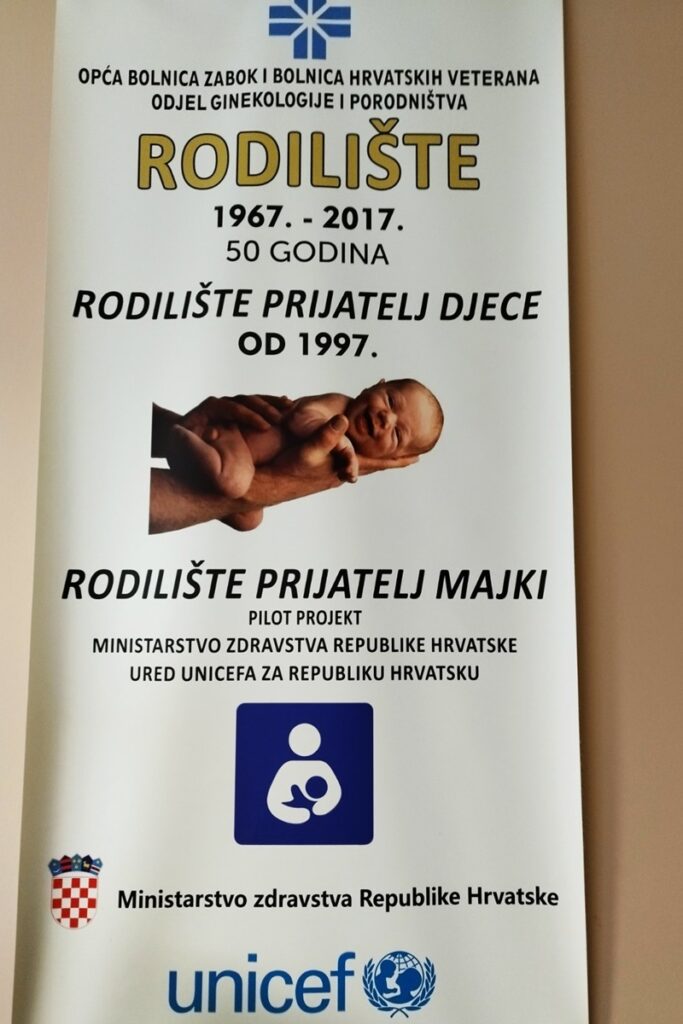 OPĆA BOLNICA ZABOK I BOLNICA HRVATSKIH VETERANA
ODJEL GINEKOLOGIJE I PORODNIŠTVA
RODILIŠTE
1967. - 2017.
50 GODINA
RODILIŠTE PRIJATELJ DJECE
OD 1997.
RODILIŠTE PRIJATELJ MAJKI
PILOT PROJEKT
MINISTARSTVO ZDRAVSTVA REPUBLIKE HRVATSKE
URED UNICEFA ZA REPUBLIKU HRVATSKU
Ministarstvo zdravstva Republike Hrvatske
unicef